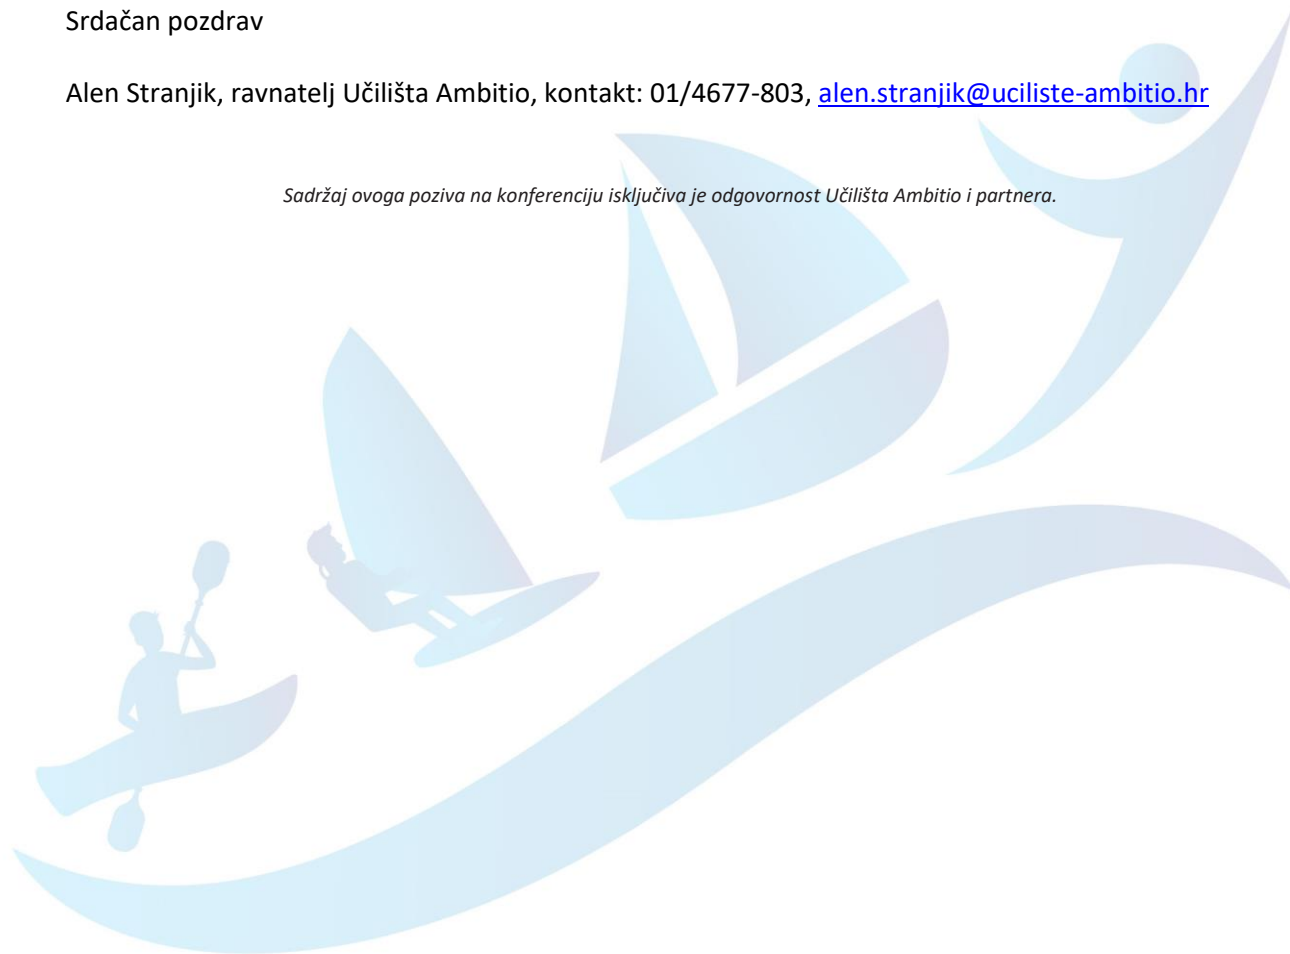 Srdačan pozdrav
Alen Stranjik, ravnatelj Učilišta Ambitio, kontakt: 01/4677-803, alen.stranjik@uciliste-ambitio.hr
Sadržaj ovoga poziva na konferenciju isključiva je odgovornost Učilišta Ambitio i partnera.